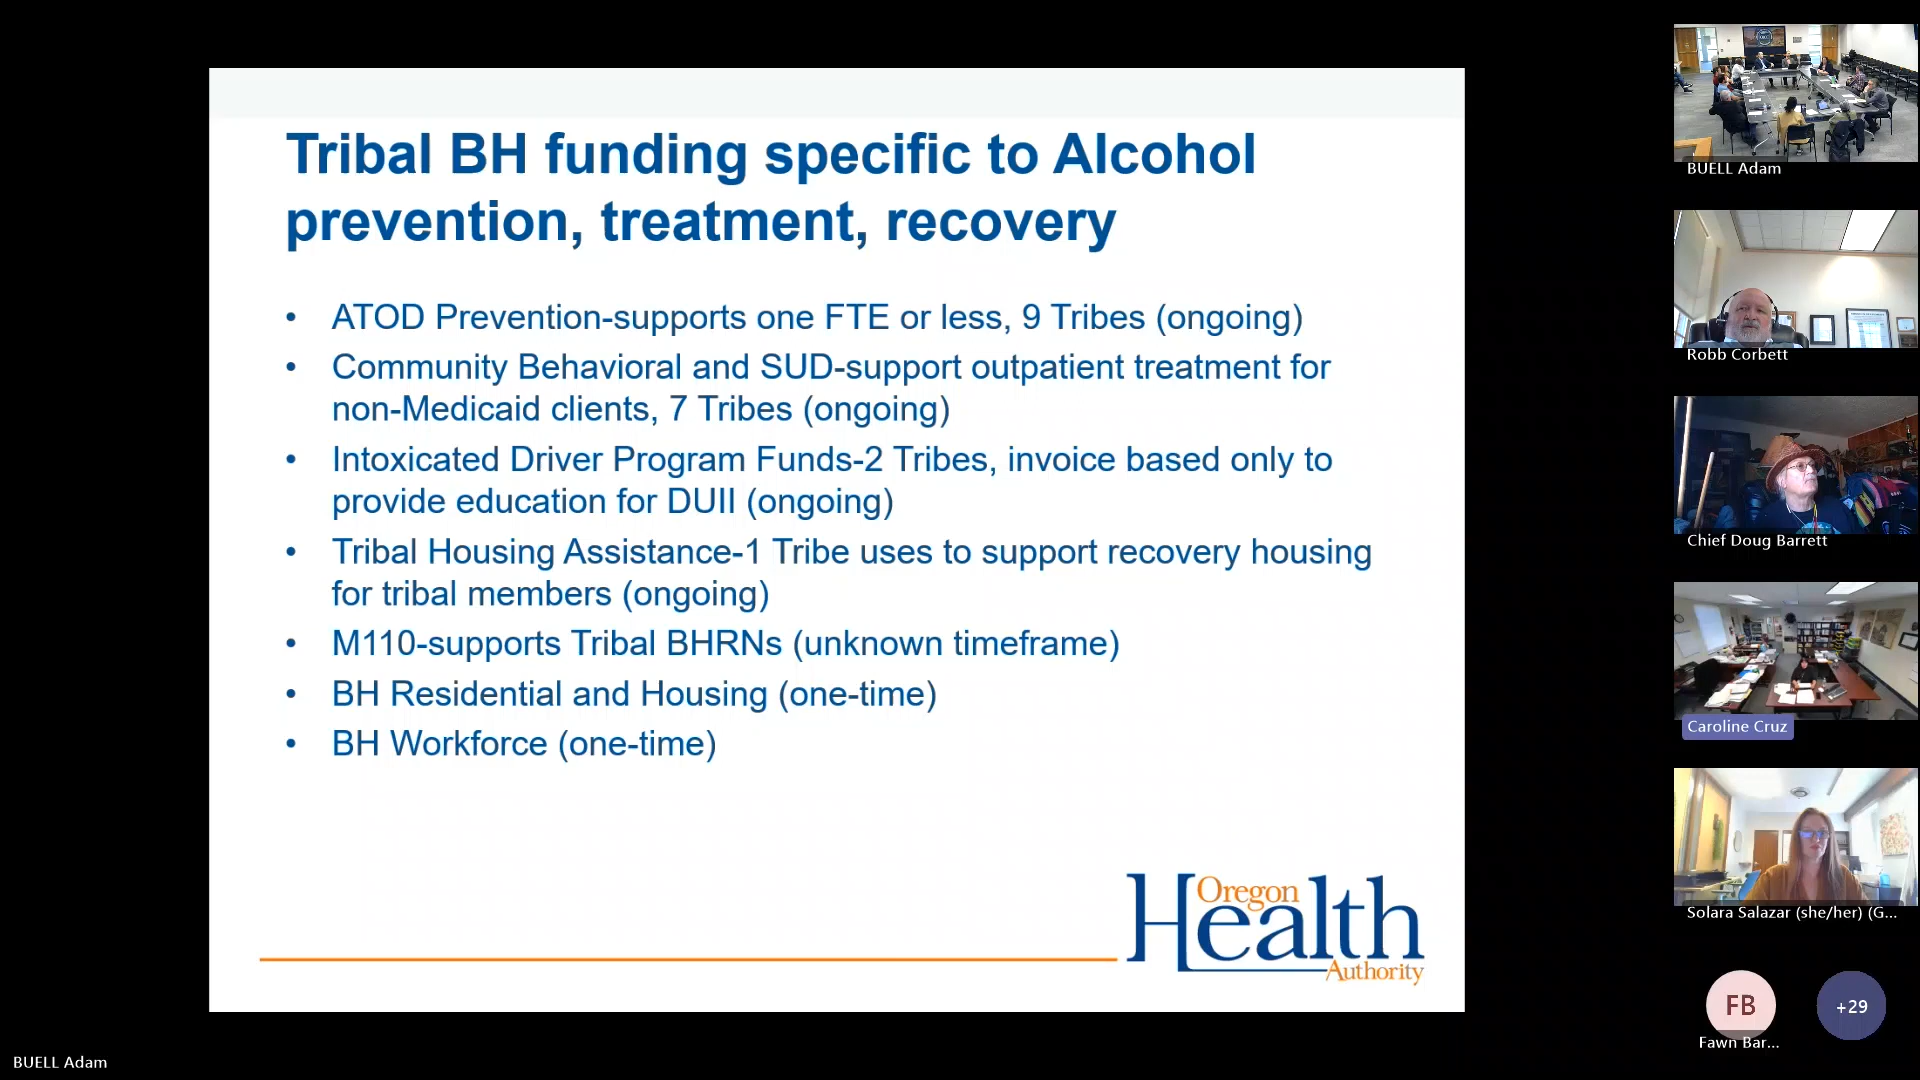 Tribal BH funding specific to Alcohol
prevention, treatment, recovery
• ATOD Prevention-supports one FTE or less, 9 Tribes (ongoing)
• Community Behavioral and SUD-support outpatient treatment for
non-Medicaid clients, 7 Tribes (ongoing)
• Intoxicated Driver Program Funds-2 Tribes, invoice based only to
provide education for DUII (ongoing)
• Tribal Housing Assistance-1 Tribe uses to support recovery housing
for tribal members (ongoing)
• M110-supports Tribal BHRNs (unknown timeframe)
• BH Residential and Housing (one-time)
• BH Workforce (one-time)
Oregon
Health
Authority
BUELL Adam
Robb Corbett
Chief Doug Barrett
Caroline Cruz
Solara Salazar (she/her) (G...
FB
+29
Fawn Bar...
BUELL Adam